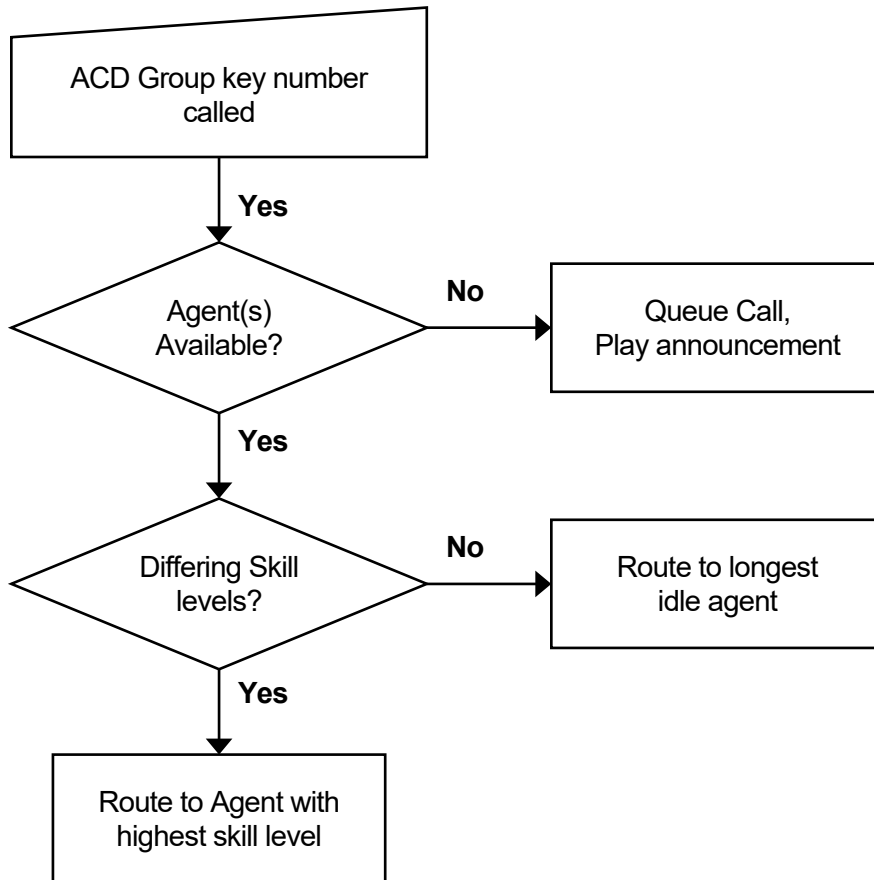 ACD Group key number
called
Yes
Agent(s)
Available?
No
Queue Call,
Play announcement
Yes
Differing Skill
levels?
No
Route to longest
idle agent
Yes
Route to Agent with
highest skill level